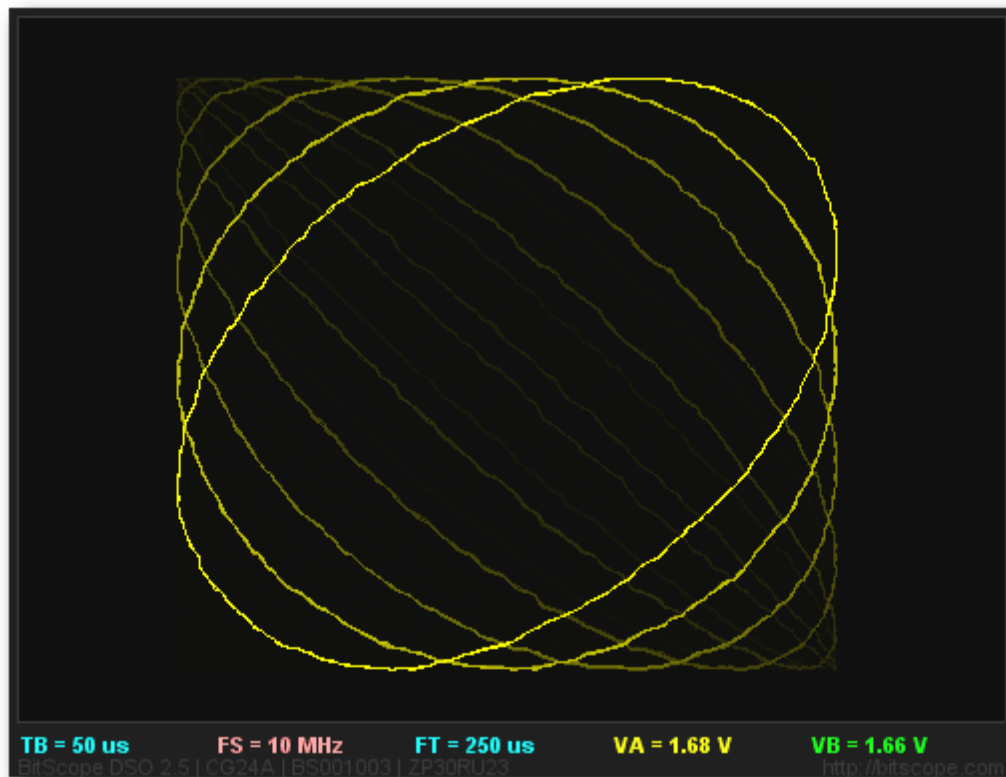 TB = 50 us FS = 10 MHz FT = 250 us VA = 1.68 V VB = 1.66 V
BitScope DSO 2.5 | CG24A | BS001003 | ZP30RU23 http://bitscope.com